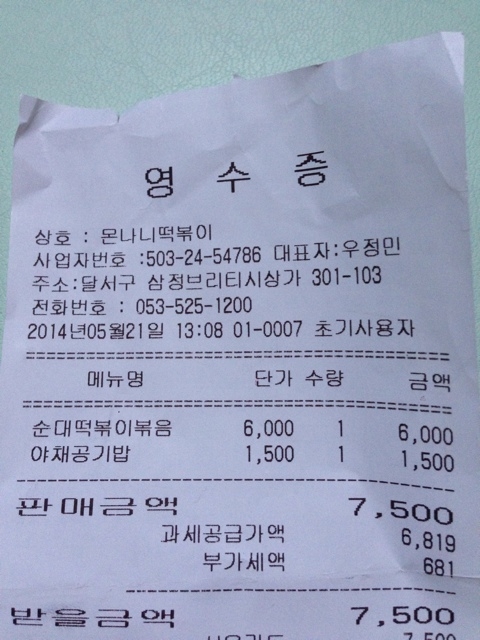 영 수 증
상호 : 몬나니떡볶이
사업자번호 :503-24-54786 대표자:우정민
주소:달서구 삼정브리티시상가 301-103
전화번호 : 053-525-1200
2014년05월21일 13:08 01-0007 초기사용자
메뉴명 단가 수량 금액
순대떡볶이볶음 6,000 1 6,000
야채공기밥 1,500 1 1,500
판매금액 7,500
과세공급가액 6,819
부가세액 681
받을금액 7,500